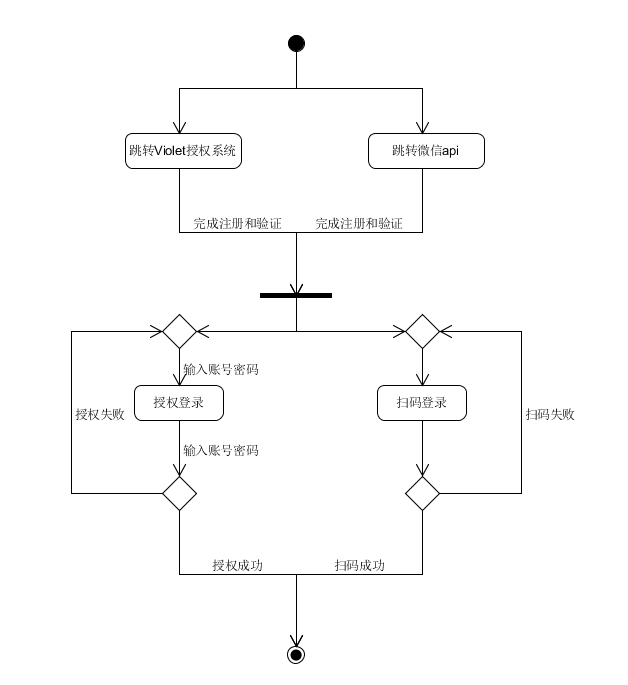 跳转Violet授权系统
跳转微信api
完成注册和验证
完成注册和验证
输入账号密码
授权登录
扫码登录
授权失败
扫码失败
输入账号密码
授权成功
扫码成功